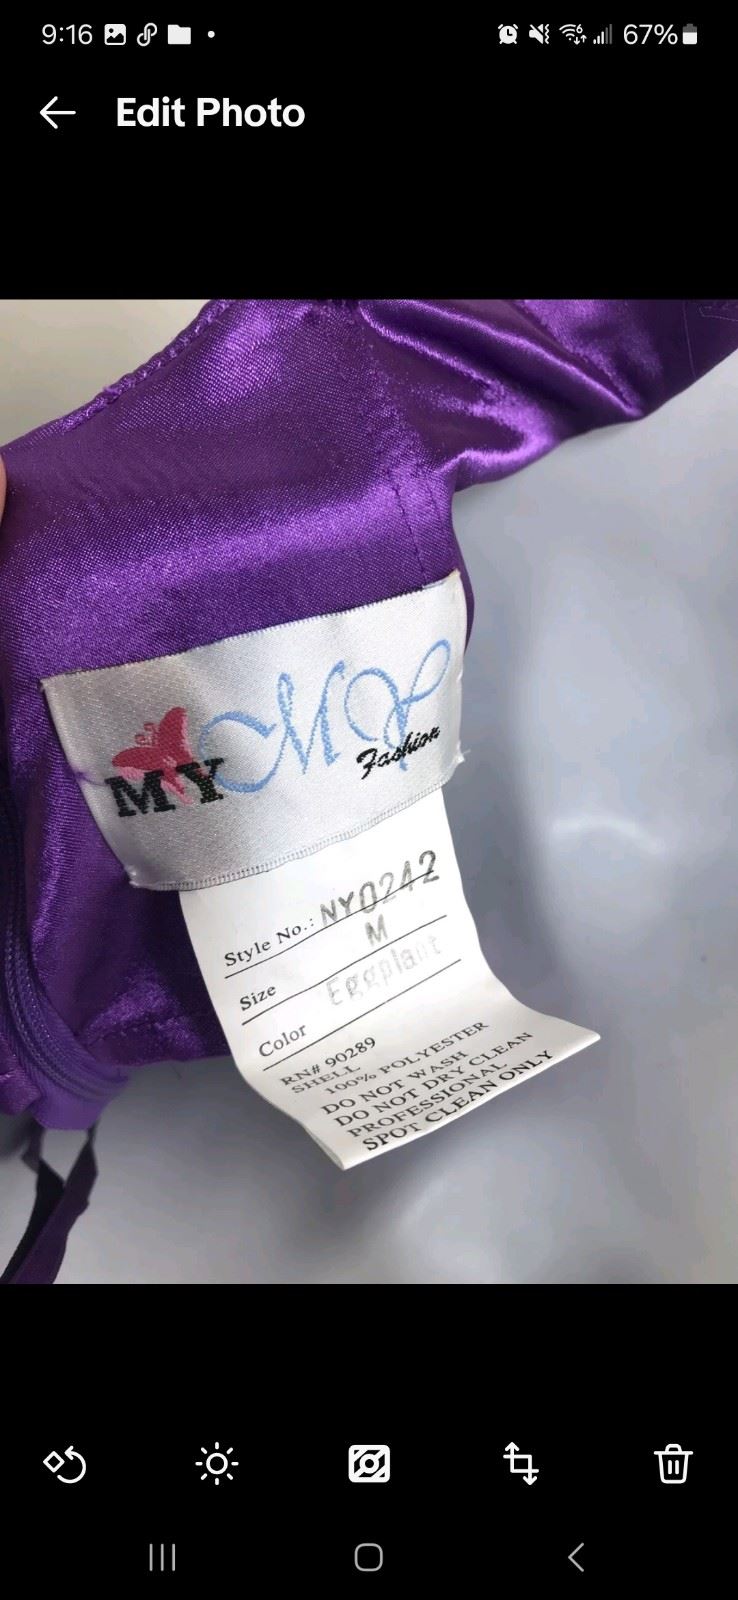 9:16
67%
Edit Photo
MY MY
Fashion
Style No.: NY0242
Size M
Color Eggplant
RN# 90289
SHELL
100% POLYESTER
DO NOT WASH
DO NOT DRY CLEAN
PROFESSIONAL
SPOT CLEAN ONLY